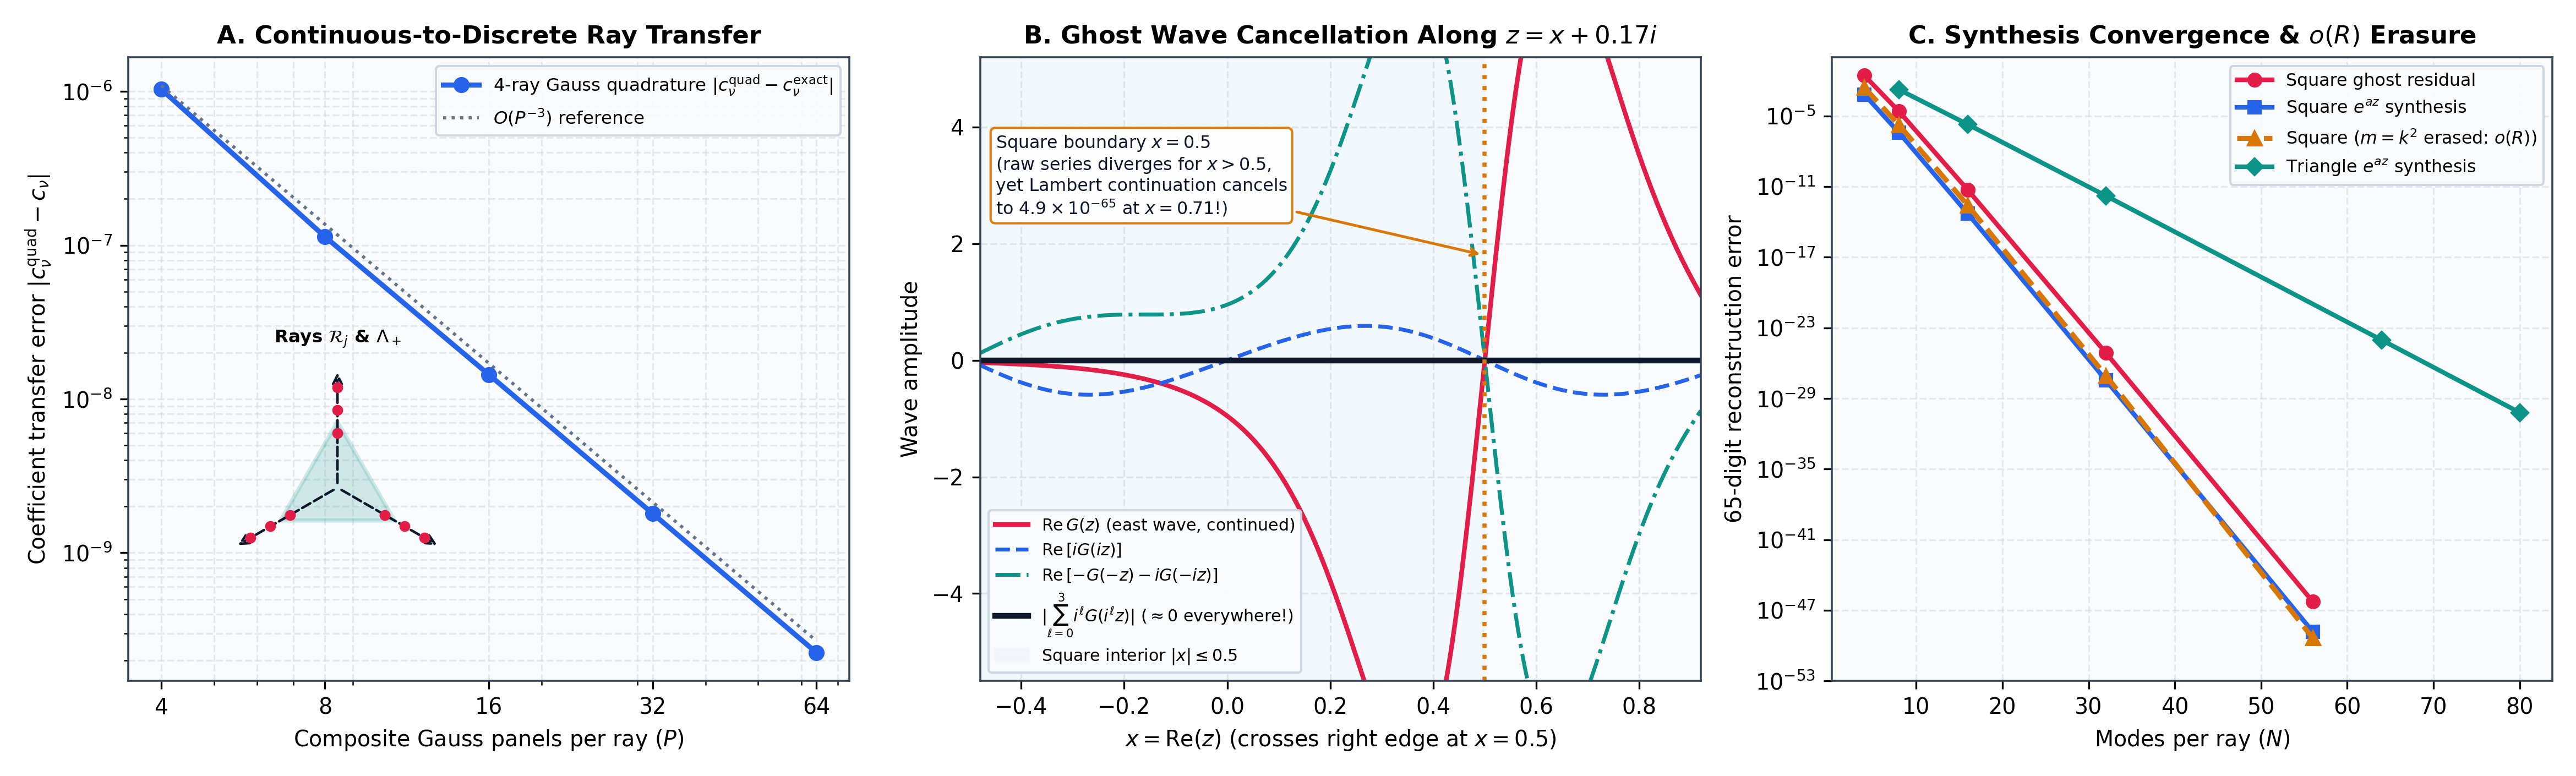 A. Continuous-to-Discrete Ray Transfer
Coefficient transfer error |c_ν^quad − c_ν|
10⁻⁶
10⁻⁷
10⁻⁸
10⁻⁹
4-ray Gauss quadrature |c_ν^quad − c_ν^exact|
O(P⁻³) reference
Rays ℛ_j & Λ₊
4
8
16
32
64
Composite Gauss panels per ray (P)
B. Ghost Wave Cancellation Along z = x + 0.17i
Wave amplitude
4
2
0
−2
−4
Square boundary x = 0.5
(raw series diverges for x > 0.5,
yet Lambert continuation cancels
to 4.9 × 10⁻⁶⁵ at x = 0.71!)
Re G(z) (east wave, continued)
Re [iG(iz)]
Re [−G(−z) − iG(−iz)]
|∑_{ℓ=0}^{3} i^ℓ G(i^ℓ z)| (≈0 everywhere!)
Square interior |x| ≤ 0.5
−0.4
−0.2
0.0
0.2
0.4
0.6
0.8
x = Re(z) (crosses right edge at x = 0.5)
C. Synthesis Convergence & o(R) Erasure
65-digit reconstruction error
10⁻⁵
10⁻¹¹
10⁻¹⁷
10⁻²³
10⁻²⁹
10⁻³⁵
10⁻⁴¹
10⁻⁴⁷
10⁻⁵³
Square ghost residual
Square e^{az} synthesis
Square (m = k² erased: o(R))
Triangle e^{az} synthesis
10
20
30
40
50
60
70
80
Modes per ray (N)